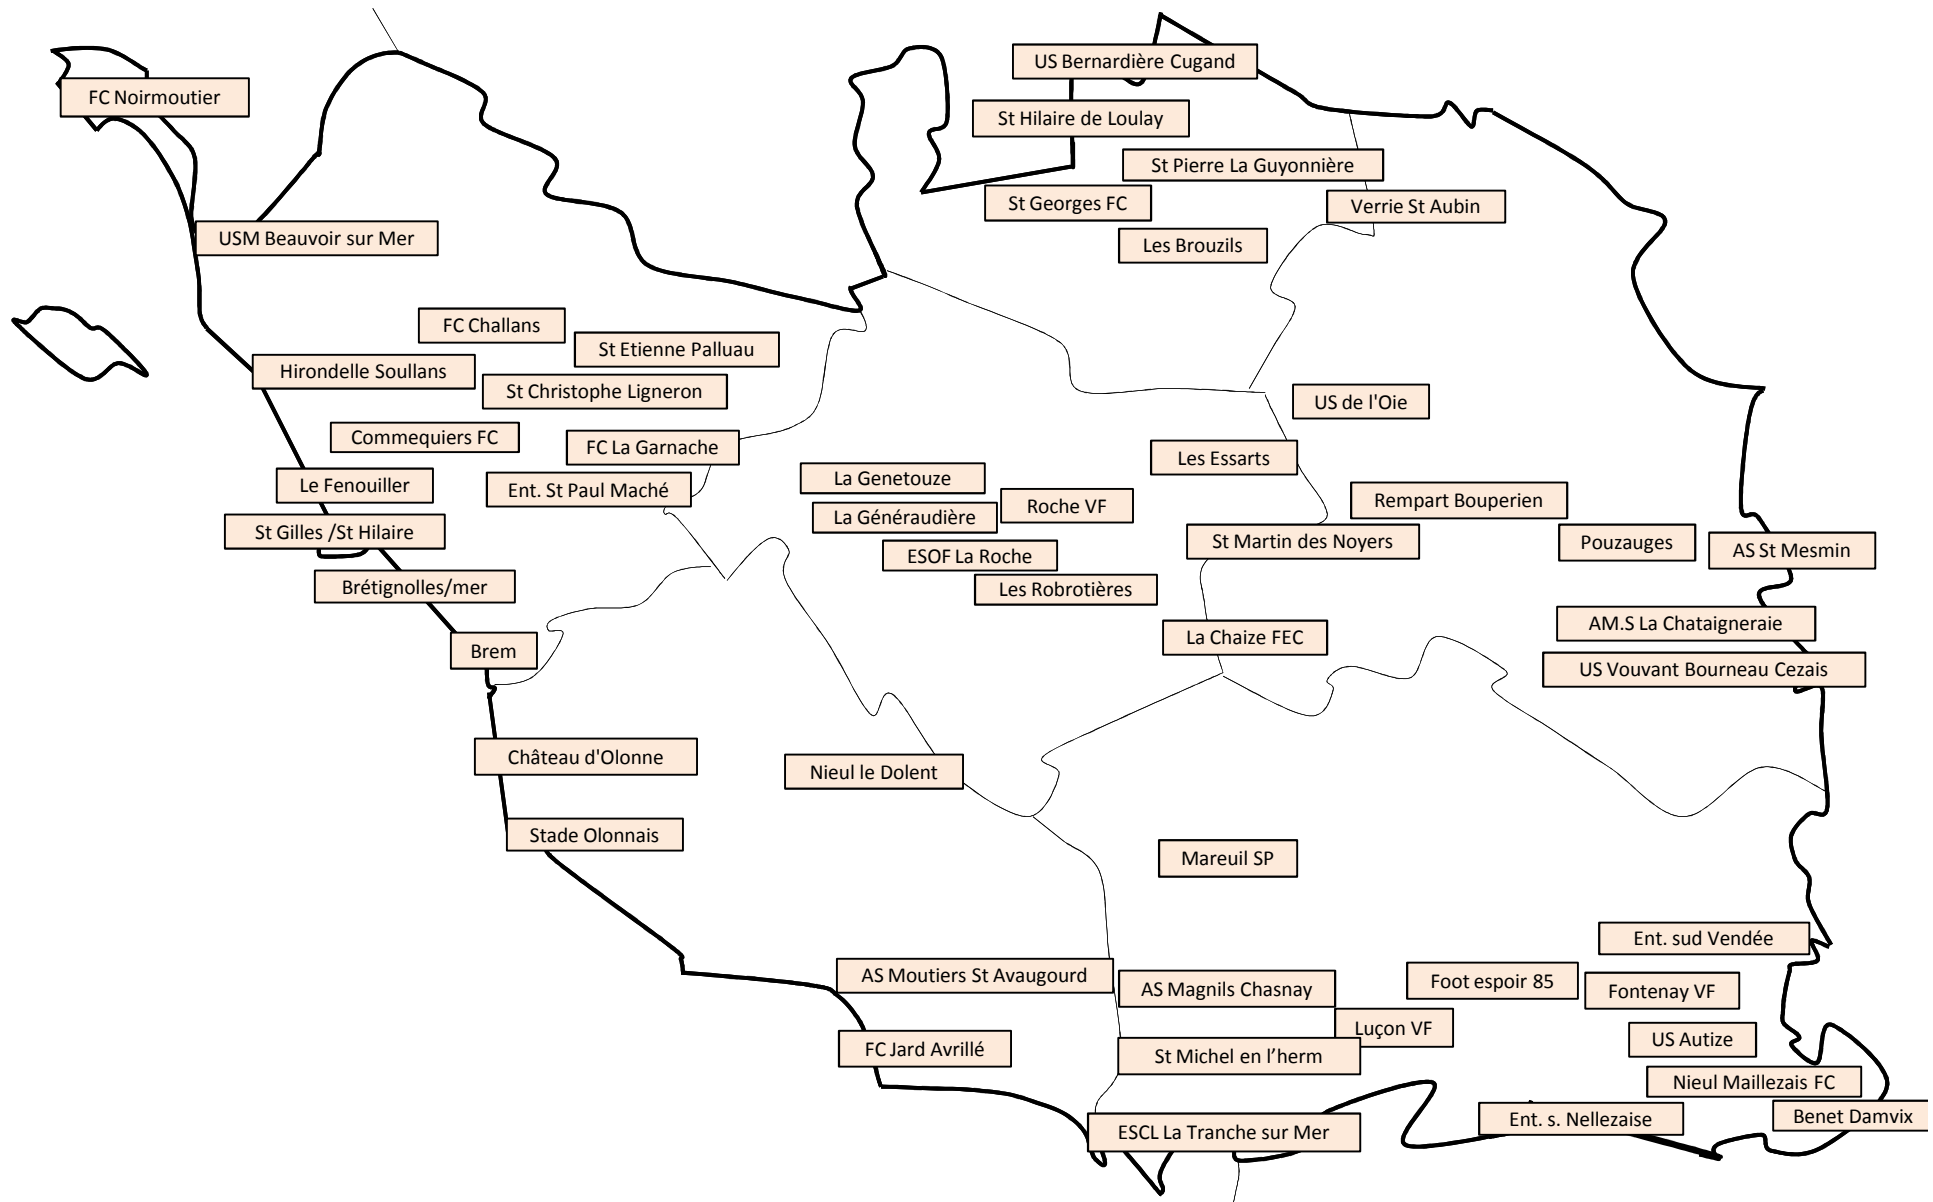 US Bernardière Cugand
FC Noirmoutier
St Hilaire de Loulay
St Pierre La Guyonnière
St Georges FC
Verrie St Aubin
USM Beauvoir sur Mer
Les Brouzils
FC Challans
St Etienne Palluau
Hirondelle Soullans
St Christophe Ligneron
US de l'Oie
Commequiers FC
FC La Garnache
Les Essarts
La Genetouze
Le Fenouiller
Ent. St Paul Maché
Rempart Bouperien
Roche VF
La Généraudière
St Gilles /St Hilaire
St Martin des Noyers
Pouzauges
AS St Mesmin
ESOF La Roche
Brétignolles/mer
Les Robrotières
AM.S La Chataigneraie
La Chaize FEC
Brem
US Vouvant Bourneau Cezais
Château d'Olonne
Nieul le Dolent
Stade Olonnais
Mareuil SP
Ent. sud Vendée
AS Moutiers St Avaugourd
Foot espoir 85
AS Magnils Chasnay
Fontenay VF
Luçon VF
US Autize
FC Jard Avrillé
St Michel en l’herm
Nieul Maillezais FC
Benet Damvix
Ent. s. Nellezaise
ESCL La Tranche sur Mer